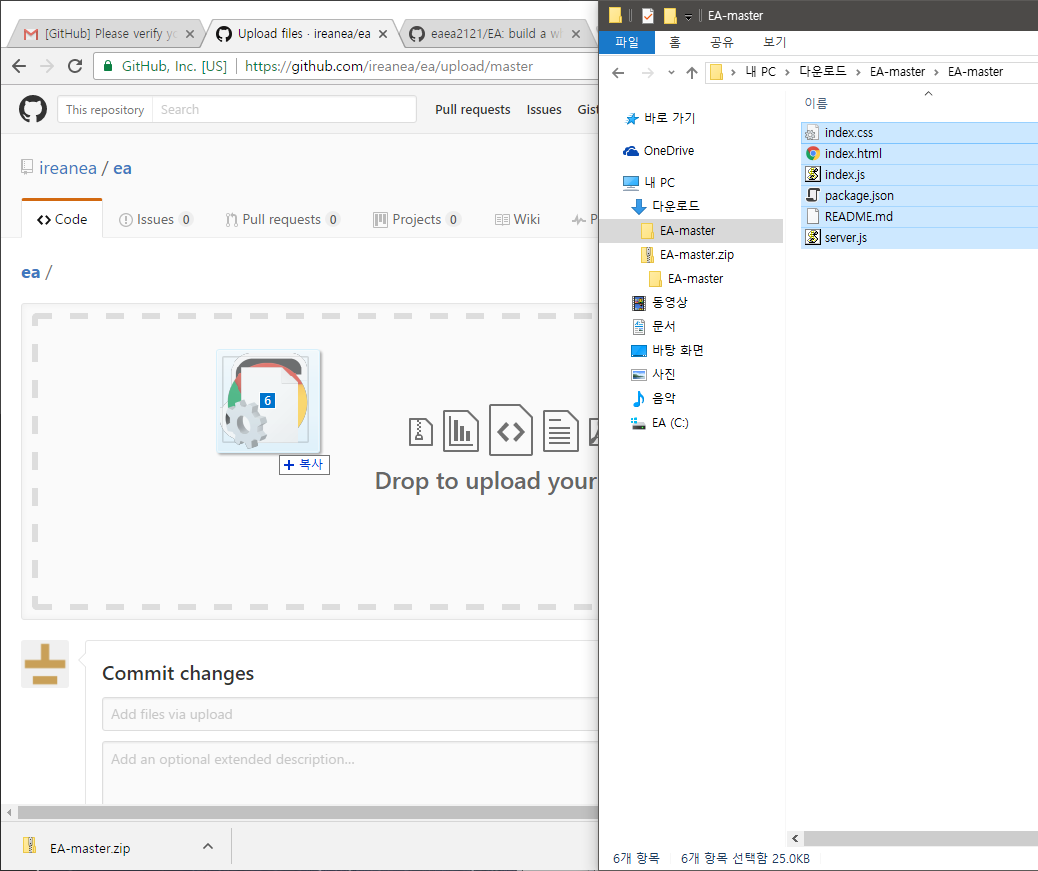 [GitHub] Please verify yo
Upload files · ireanea/ea
eaea2121/EA: build a wh
GitHub, Inc. [US]
https://github.com/ireanea/ea/upload/master
This repository
Search
Pull requests
Issues
Gist
ireanea / ea
Code
Issues 0
Pull requests 0
Projects 0
Wiki
P
ea /
6
+ 복사
Drop to upload your
Commit changes
Add files via upload
Add an optional extended description...
EA-master.zip
EA-master
파일
홈
공유
보기
내 PC
다운로드
EA-master
EA-master
바로 가기
OneDrive
내 PC
다운로드
EA-master
EA-master.zip
EA-master
동영상
문서
바탕 화면
사진
음악
EA (C:)
이름
index.css
index.html
index.js
package.json
README.md
server.js
6개 항목
6개 항목 선택함 25.0KB